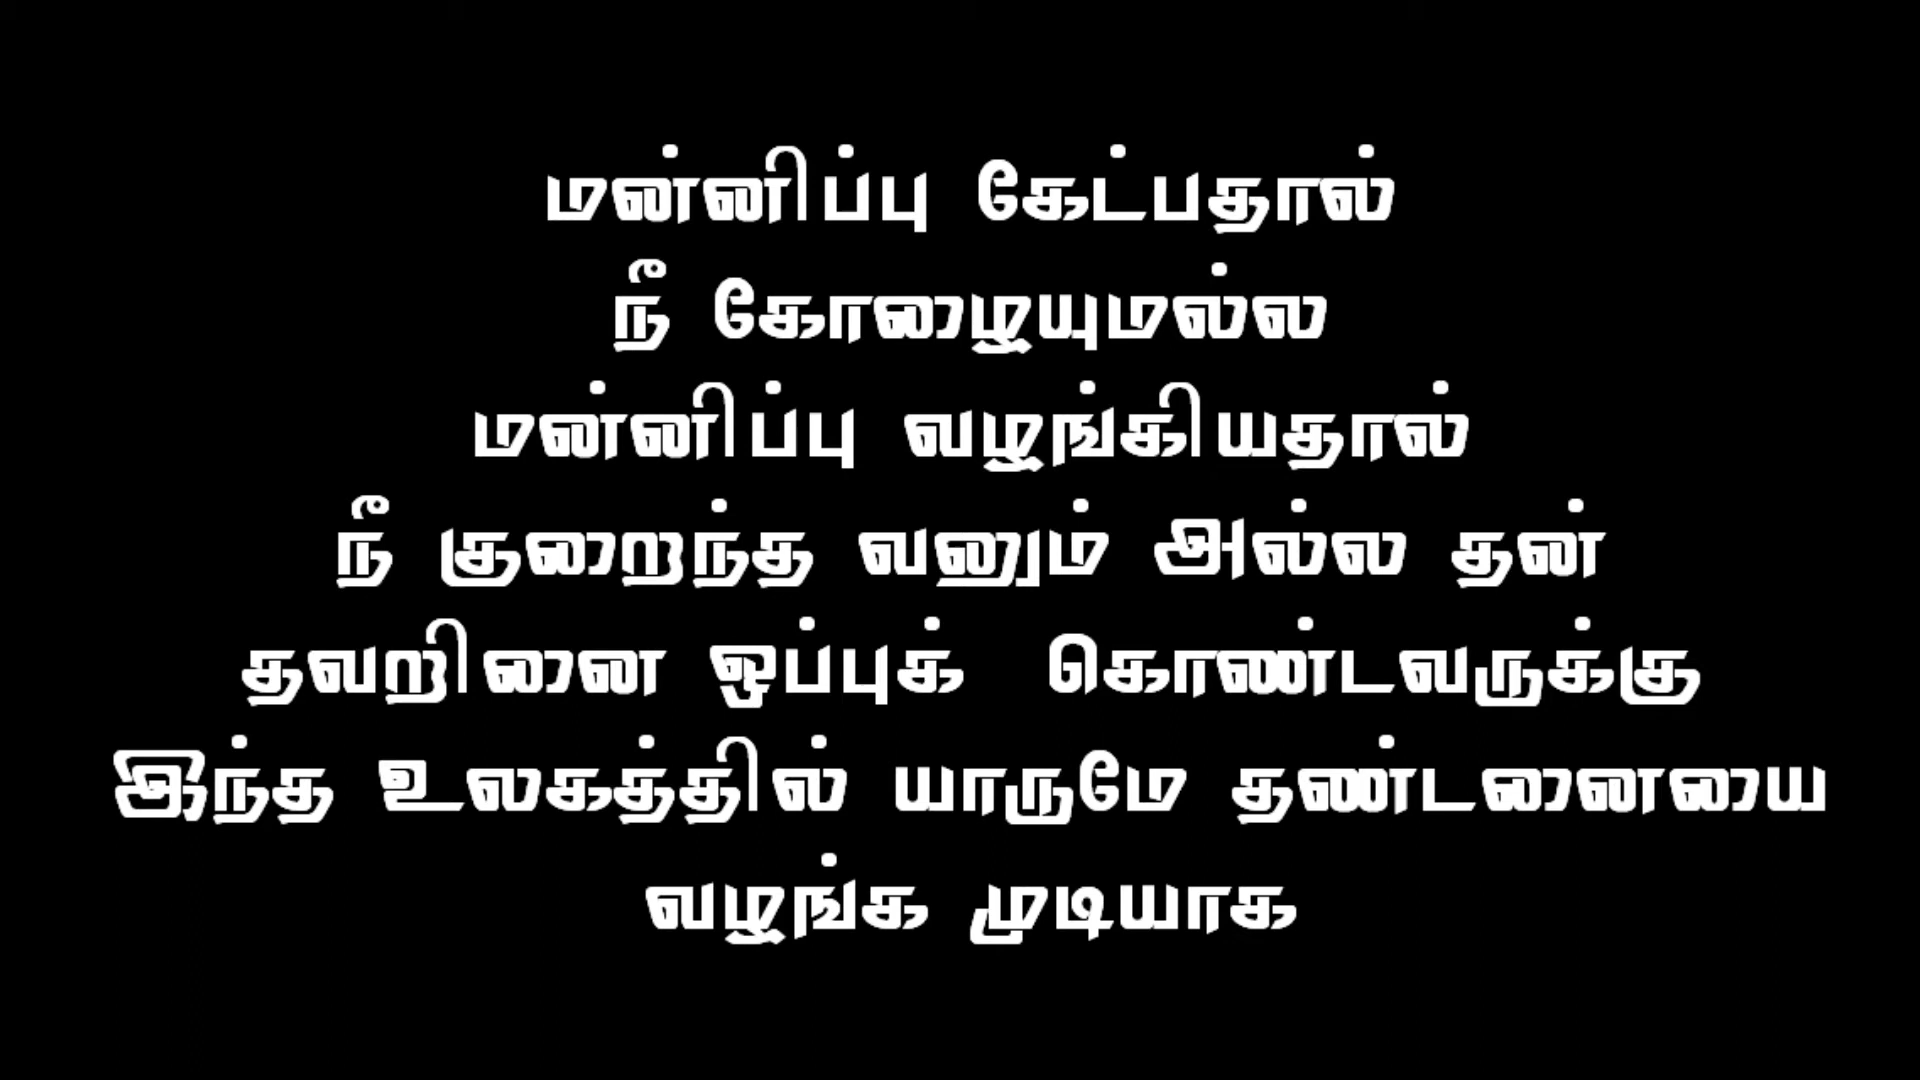 மன்னிப்பு கேட்பதால்
நீ கோழையுமல்ல
மன்னிப்பு வழங்கியதால்
நீ குறைந்த வனும் அல்ல தன்
தவறினை ஒப்புக் கொண்டவருக்கு
இந்த உலகத்தில் யாருமே தண்டனையை
வழங்க முடியாக